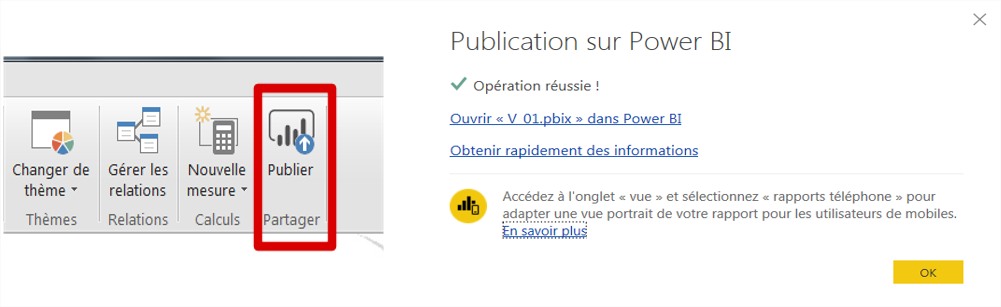 Changer de
thème
Thèmes
Gérer les
relations
Relations
Nouvelle
mesure
Calculs
Publier
Partager
Publication sur Power BI
Opération réussie !
Ouvrir « V_01.pbix » dans Power BI
Obtenir rapidement des informations
Accédez à l'onglet « vue » et sélectionnez « rapports téléphone » pour
adapter une vue portrait de votre rapport pour les utilisateurs de mobiles.
En savoir plus
OK